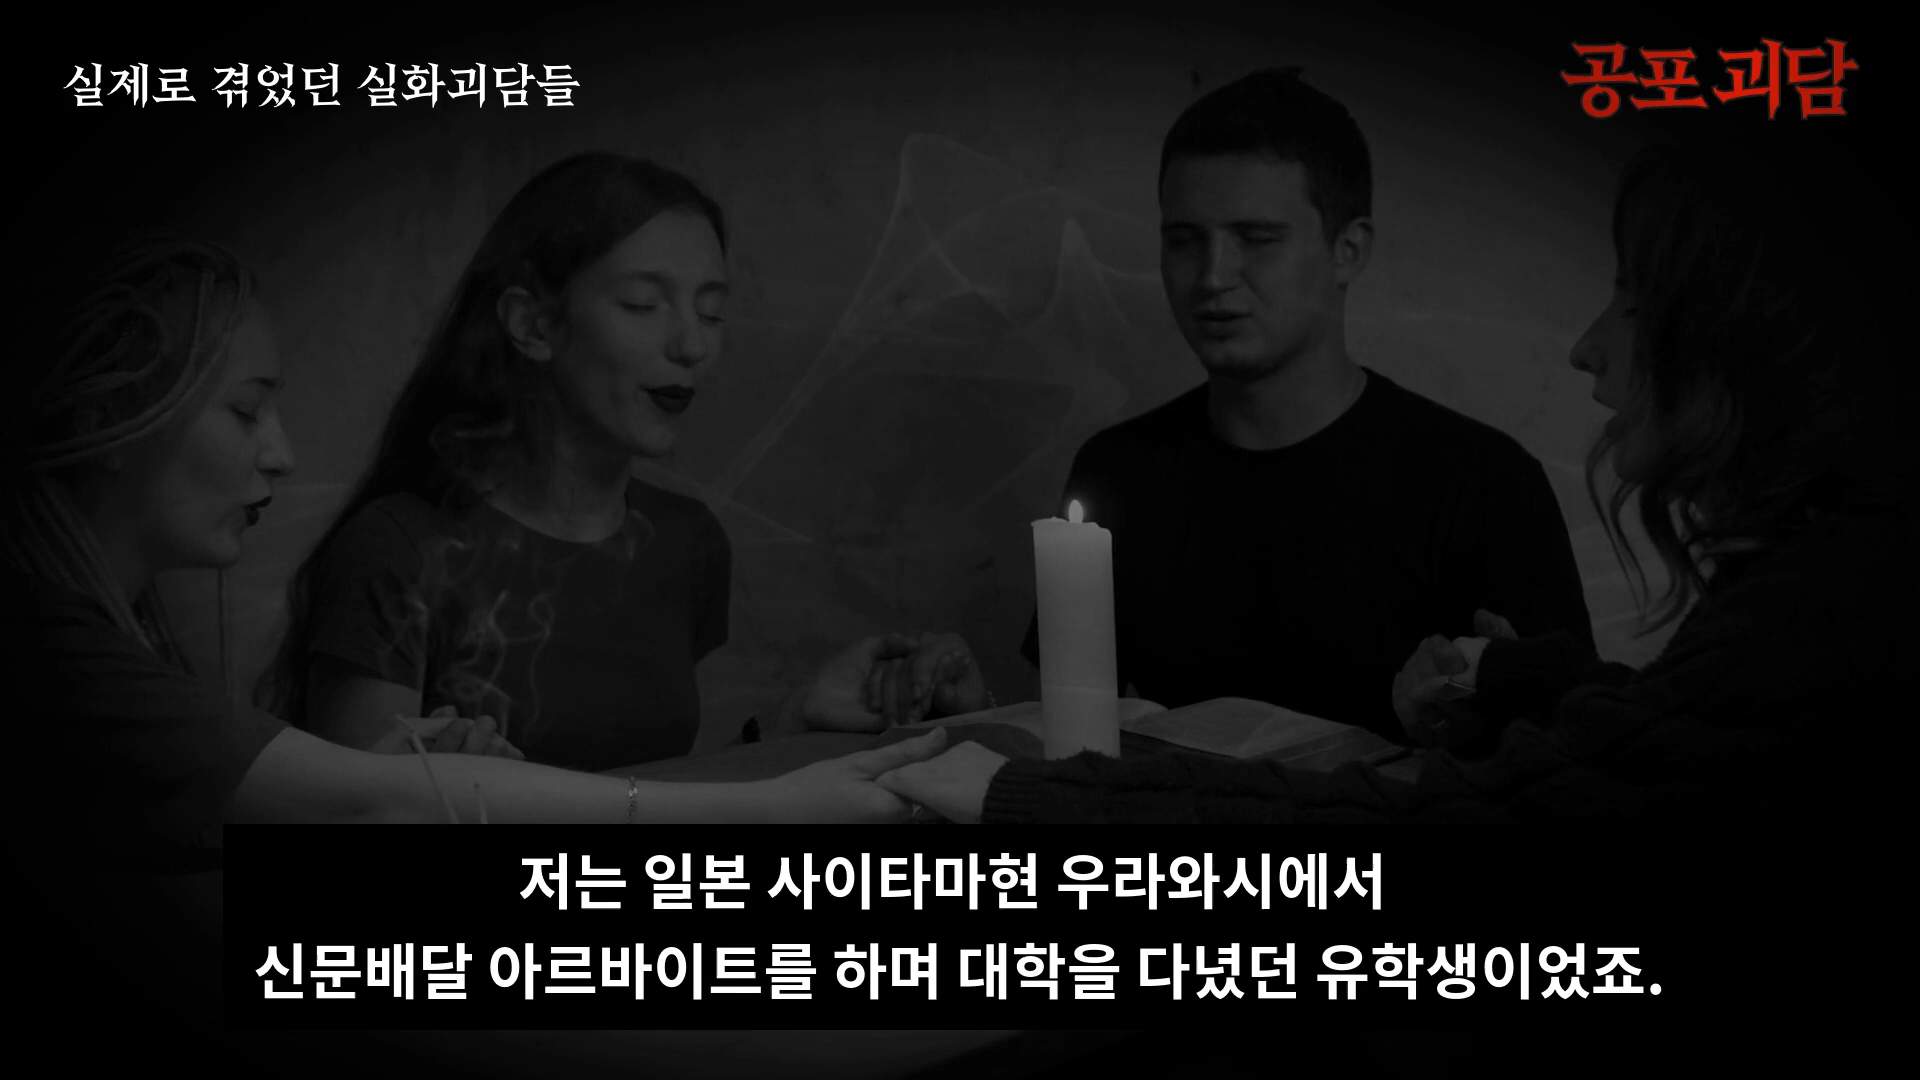 실제로 겪었던 실화괴담들
공포 괴담
저는 일본 사이타마현 우라와시에서
신문배달 아르바이트를 하며 대학을 다녔던 유학생이었죠.